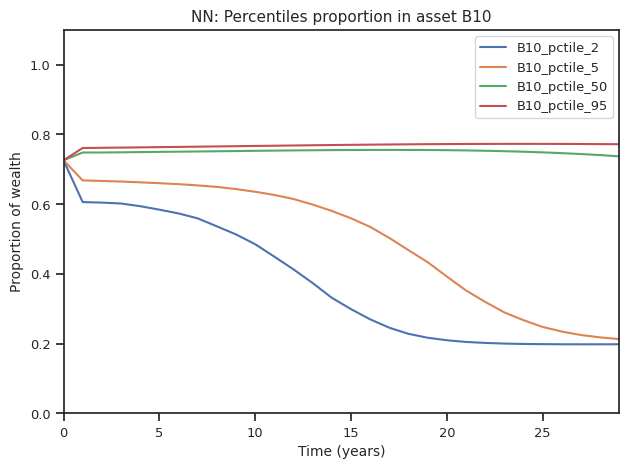 NN: Percentiles proportion in asset B10
B10_pctile_2
B10_pctile_5
B10_pctile_50
B10_pctile_95
Proportion of wealth
1.0
0.8
0.6
0.4
0.2
0.0
0 5 10 15 20 25
Time (years)